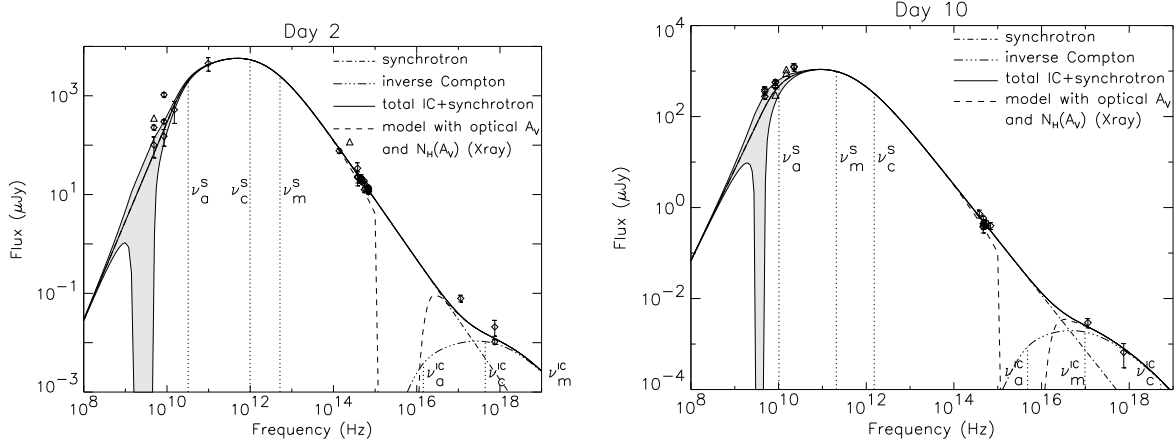 Day 2
synchrotron
inverse Compton
total IC+synchrotron
model with optical A_V
and N_H(A_V) (Xray)
ν_a^S
ν_c^S
ν_m^S
ν_a^IC
ν_c^IC
ν_m^IC
10^3
10^1
10^-1
10^-3
Flux (μJy)
10^8
10^10
10^12
10^14
10^16
10^18
Frequency (Hz)
Day 10
synchrotron
inverse Compton
total IC+synchrotron
model with optical A_V
and N_H(A_V) (Xray)
ν_a^S
ν_m^S
ν_c^S
ν_a^IC
ν_m^IC
ν_c^IC
10^4
10^2
10^0
10^-2
10^-4
Flux (μJy)
10^8
10^10
10^12
10^14
10^16
10^18
Frequency (Hz)